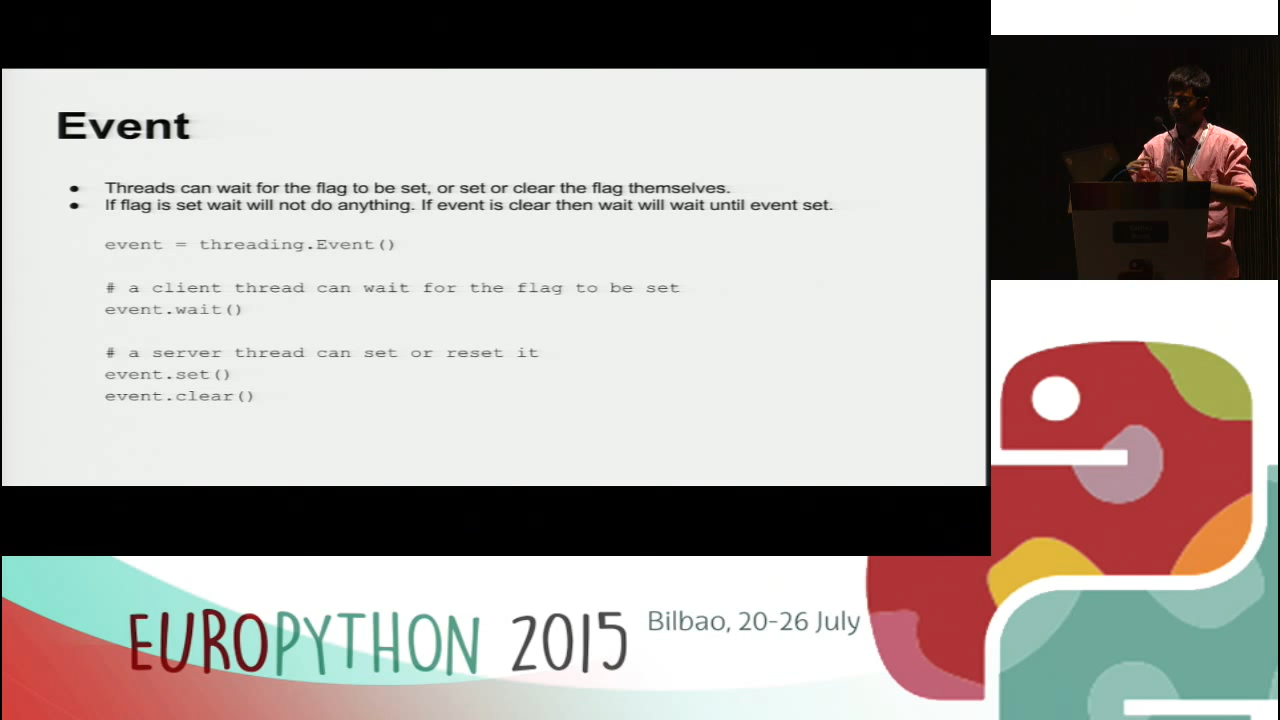 Event
● Threads can wait for the flag to be set, or set or clear the flag themselves.
● If flag is set wait will not do anything. If event is clear then wait will wait until event set.
event = threading.Event()
# a client thread can wait for the flag to be set
event.wait()
# a server thread can set or reset it
event.set()
event.clear()
EUROPYTHON 2015
Bilbao, 20-26 July